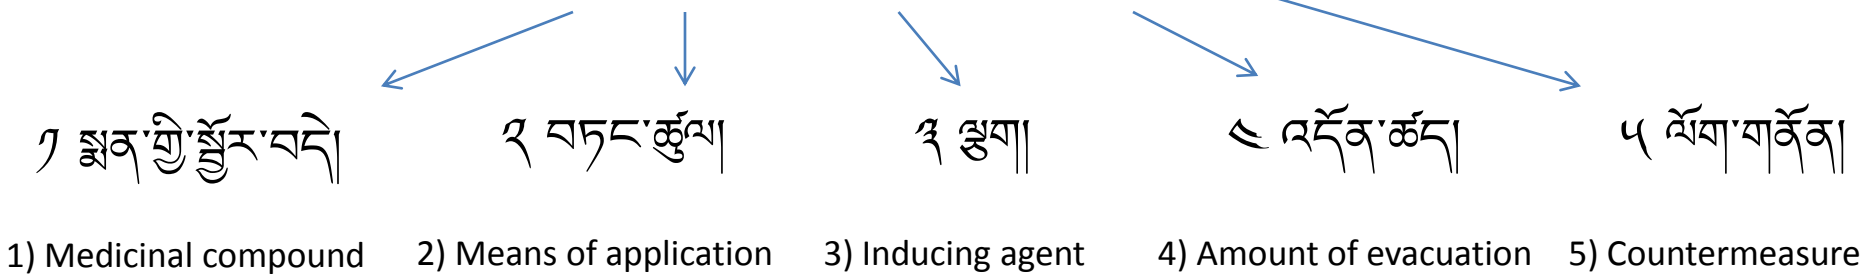 ༡ སྨན་གྱི་སྦྱོར་བདེ། ༢ བཏང་ཚུལ། ༣ ལྕུག། ༤ འདོན་ཚད། ༥ ལོག་གནོན།
1) Medicinal compound 2) Means of application 3) Inducing agent 4) Amount of evacuation 5) Countermeasure